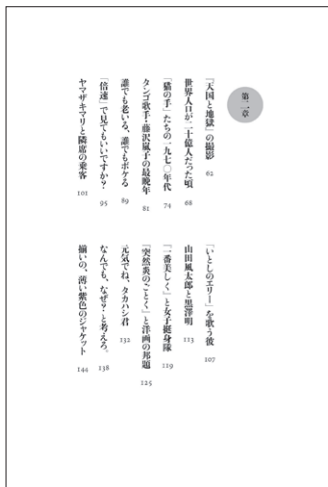 第二章
『天国と地獄』の撮影 62
世界人口が二十億人だった頃 68
「猫の手」たちの一九七〇年代 74
タンゴ歌手・藤沢嵐子の最晩年 81
誰でも老いる、誰でもボケる 89
「倍速」で見てもいいですか？ 95
ヤマザキマリと隣席の乗客 101
「いとしのエリー」を歌う彼 107
山田風太郎と黒澤明 113
『一番美しく』と女子挺身隊 119
『突然炎のごとく』と洋画の邦題 125
元気でね、タカハシ君 132
なんでも、なぜ？と考えろ。 138
揃いの、薄い紫色のジャケット 144